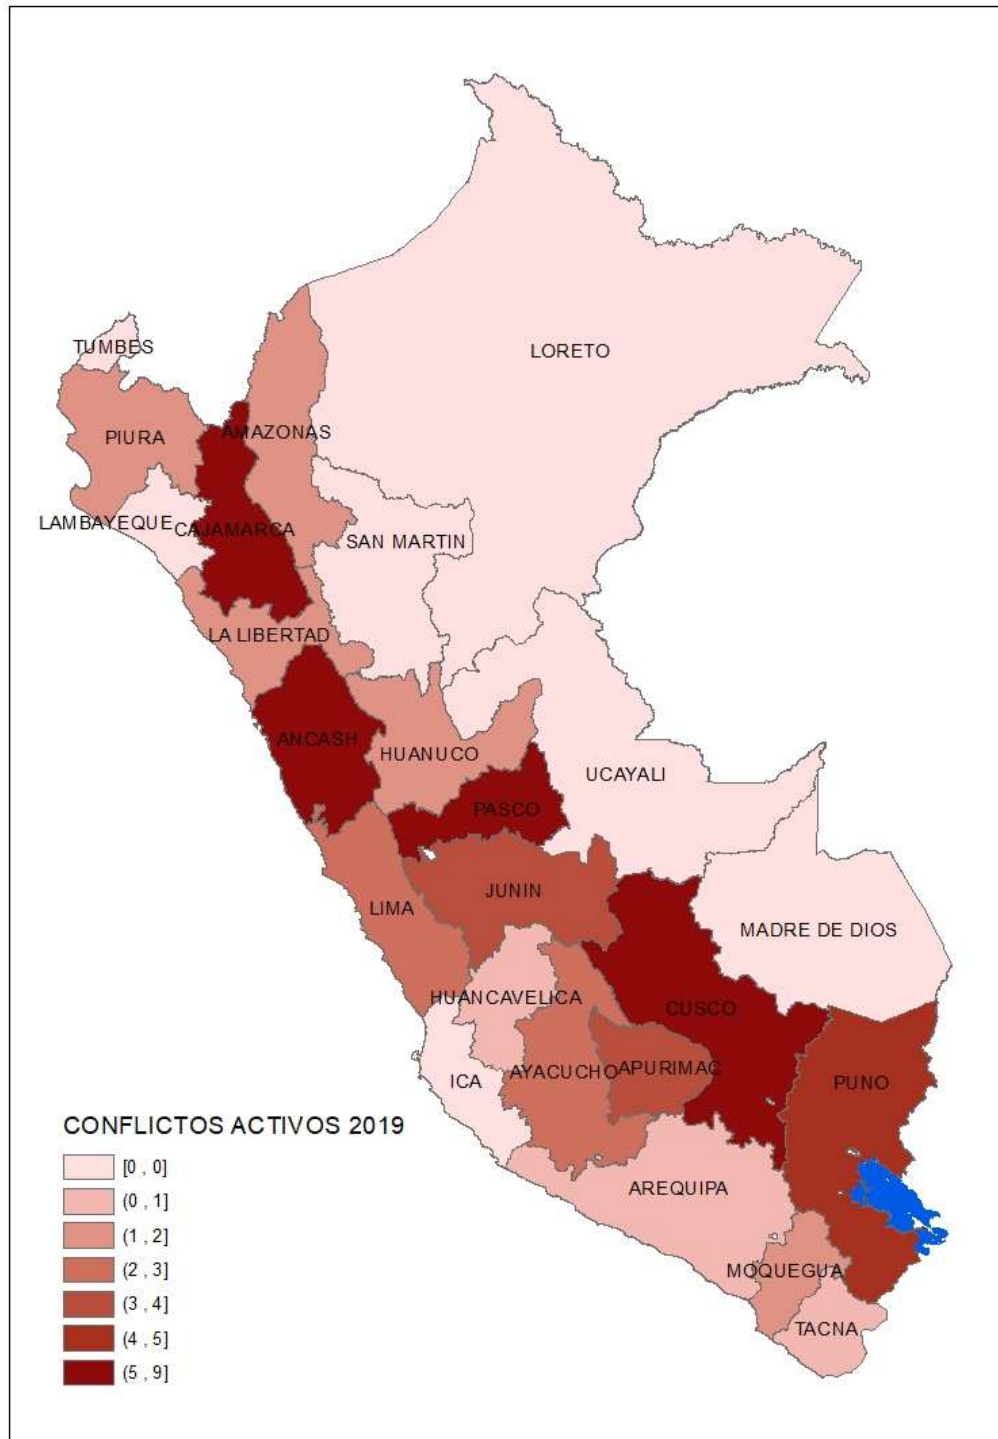 TUMBES
LORETO
PIURA
AMAZONAS
LAMBAYEQUE
CAJAMARCA
SAN MARTIN
LA LIBERTAD
ANCASH
HUANUCO
UCAYALI
PASCO
JUNIN
LIMA
MADRE DE DIOS
HUANCAVELICA
CUSCO
ICA
AYACUCHO
APURIMAC
PUNO
AREQUIPA
MOQUEGUA
TACNA
CONFLICTOS ACTIVOS 2019
[0 , 0]
(0 , 1]
(1 , 2]
(2 , 3]
(3 , 4]
(4 , 5]
(5 , 9]